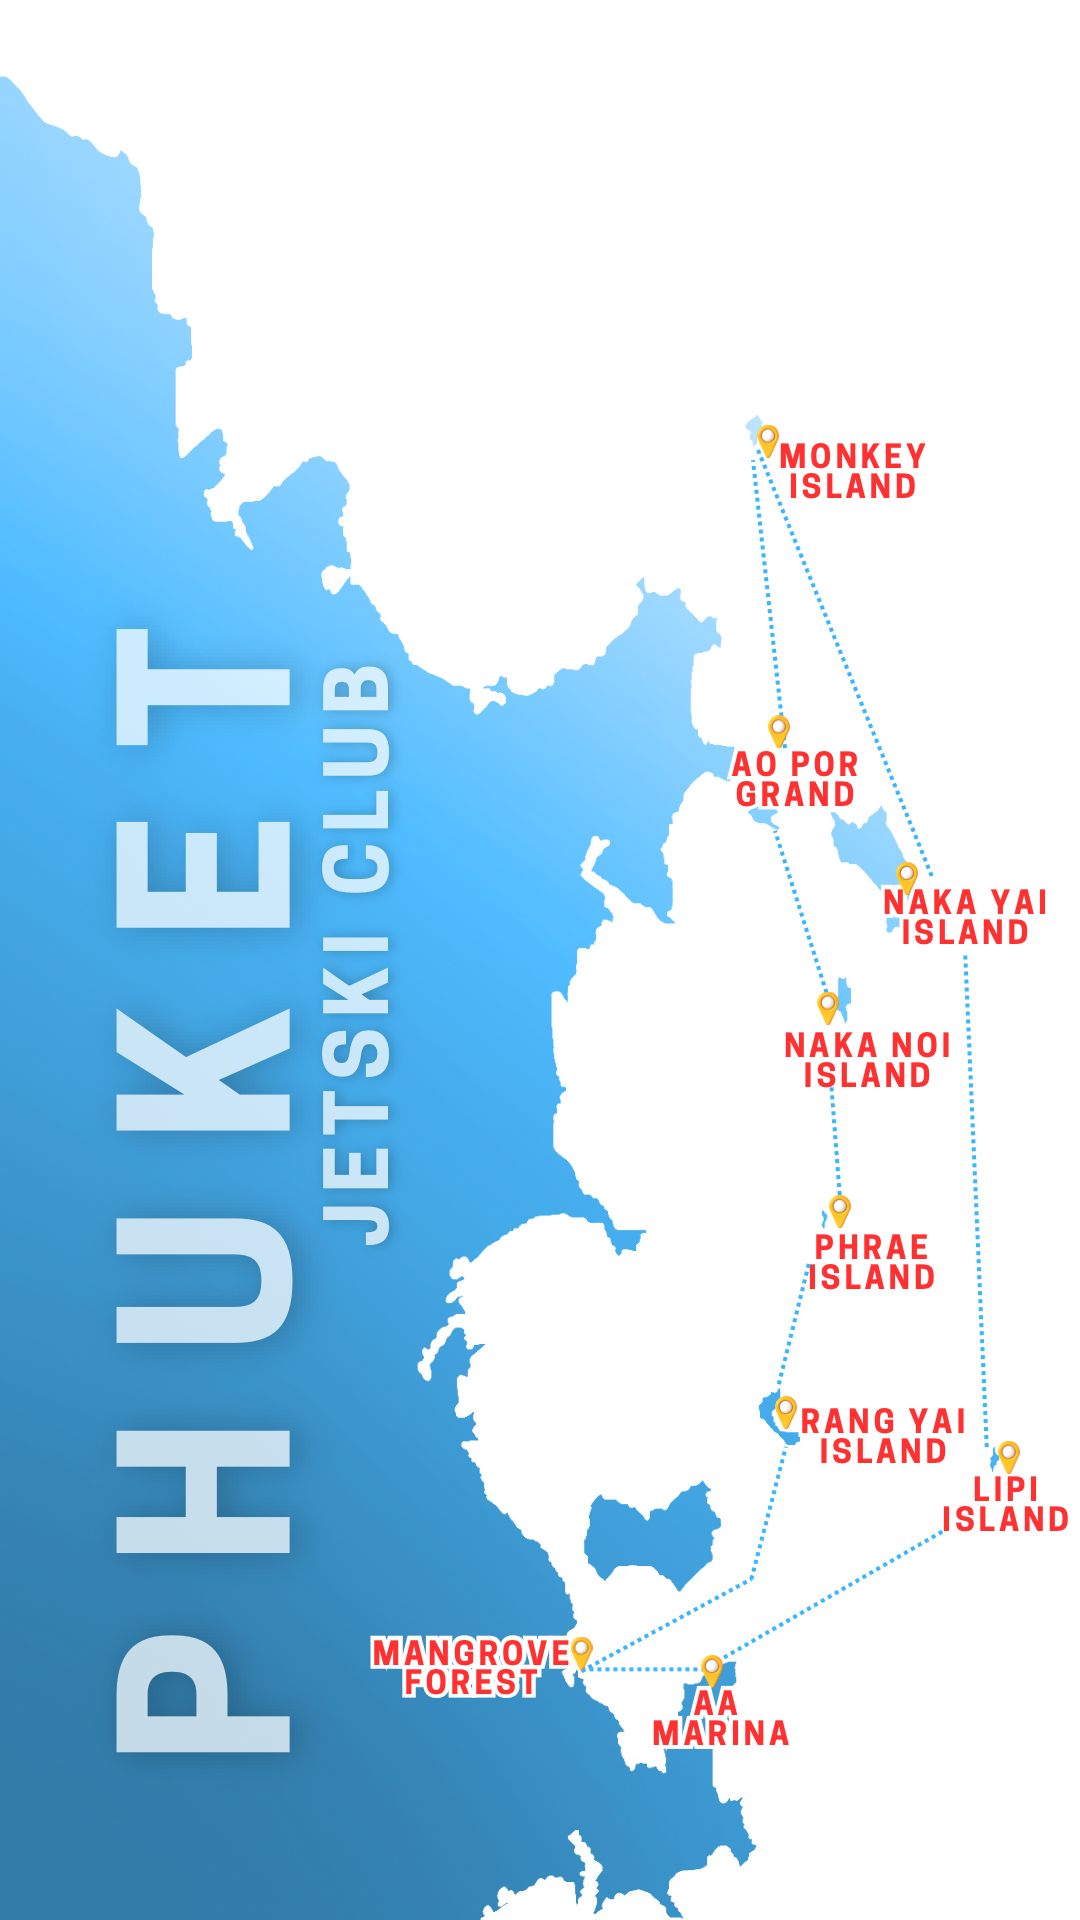 PHUKET
JETSKI CLUB
MONKEY
ISLAND
AO POR
GRAND
NAKA YAI
ISLAND
NAKA NOI
ISLAND
PHRAE
ISLAND
RANG YAI
ISLAND
LIPI
ISLAND
MANGROVE
FOREST
AA
MARINA